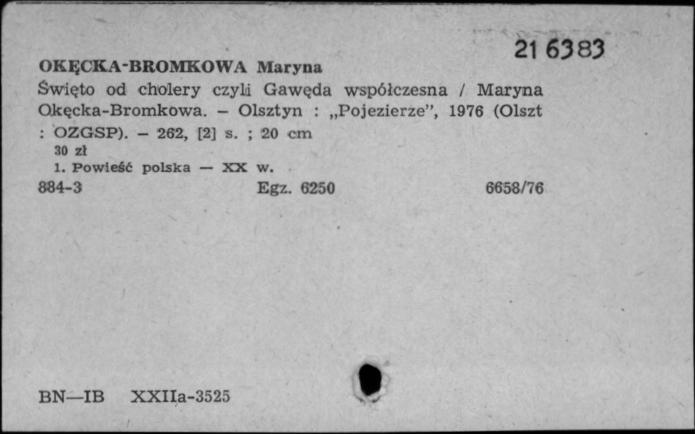 21 6383
OKĘCKA-BROMKOWA Maryna
Święto od cholery czyli Gawęda współczesna / Maryna
Okęcka-Bromkowa. – Olsztyn : „Pojezierze”, 1976 (Olszt
: OZGSP). – 262, [2] s. ; 20 cm
30 zł
1. Powieść polska — XX w.
884-3 Egz. 6250 6658/76
BN—IB XXIIa-3525